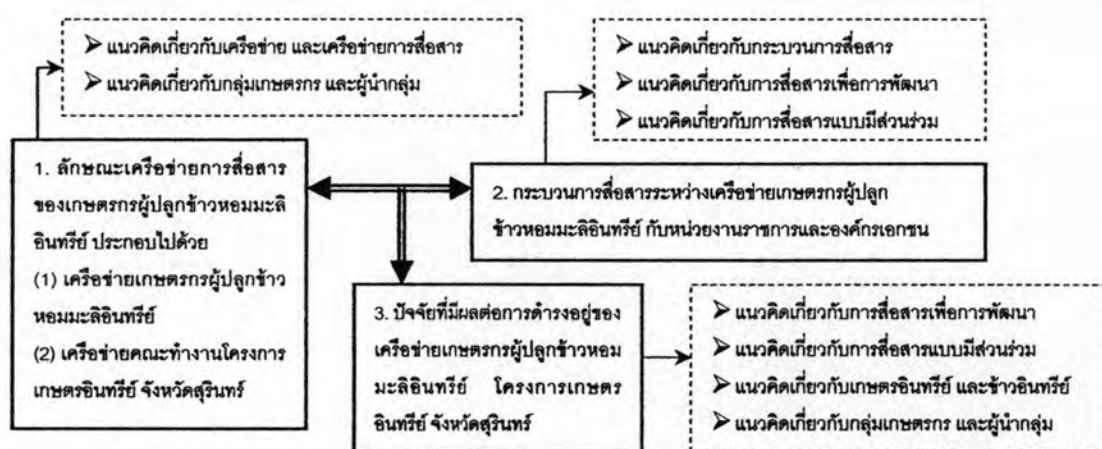 ➢ แนวคิดเกี่ยวกับเครือข่าย และเครือข่ายการสื่อสาร
➢ แนวคิดเกี่ยวกับกลุ่มเกษตรกร และผู้นำกลุ่ม
➢ แนวคิดเกี่ยวกับกระบวนการสื่อสาร
➢ แนวคิดเกี่ยวกับการสื่อสารเพื่อการพัฒนา
➢ แนวคิดเกี่ยวกับการสื่อสารแบบมีส่วนร่วม
1. ลักษณะเครือข่ายการสื่อสาร
ของเกษตรกรผู้ปลูกข้าวหอมมะลิ
อินทรีย์ ประกอบไปด้วย
(1) เครือข่ายเกษตรกรผู้ปลูกข้าว
หอมมะลิอินทรีย์
(2) เครือข่ายคณะทำงานโครงการ
เกษตรอินทรีย์ จังหวัดสุรินทร์
2. กระบวนการสื่อสารระหว่างเครือข่ายเกษตรกรผู้ปลูก
ข้าวหอมมะลิอินทรีย์ กับหน่วยงานราชการและองค์กรเอกชน
3. ปัจจัยที่มีผลต่อการดำรงอยู่ของ
เครือข่ายเกษตรกรผู้ปลูกข้าวหอม
มะลิอินทรีย์ โครงการเกษตร
อินทรีย์ จังหวัดสุรินทร์
➢ แนวคิดเกี่ยวกับการสื่อสารเพื่อการพัฒนา
➢ แนวคิดเกี่ยวกับการสื่อสารแบบมีส่วนร่วม
➢ แนวคิดเกี่ยวกับเกษตรอินทรีย์ และข้าวอินทรีย์
➢ แนวคิดเกี่ยวกับกลุ่มเกษตรกร และผู้นำกลุ่ม